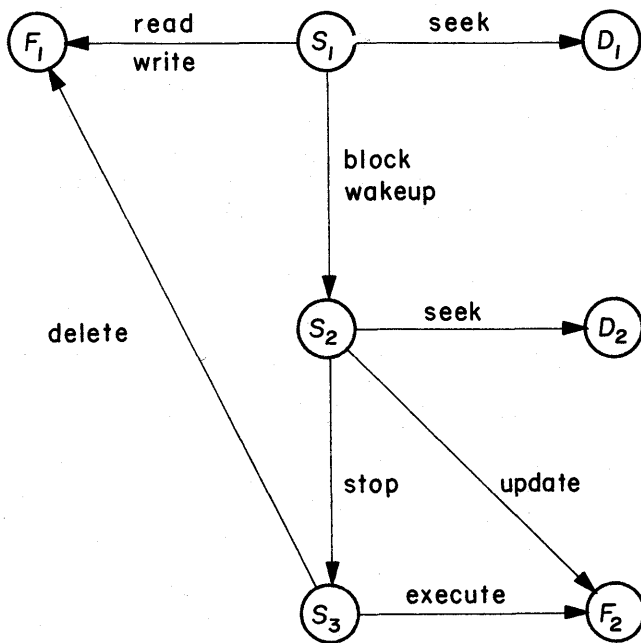 read
seek
F1
S1
D1
write
block
wakeup
delete
S2
seek
D2
stop
update
execute
S3
F2